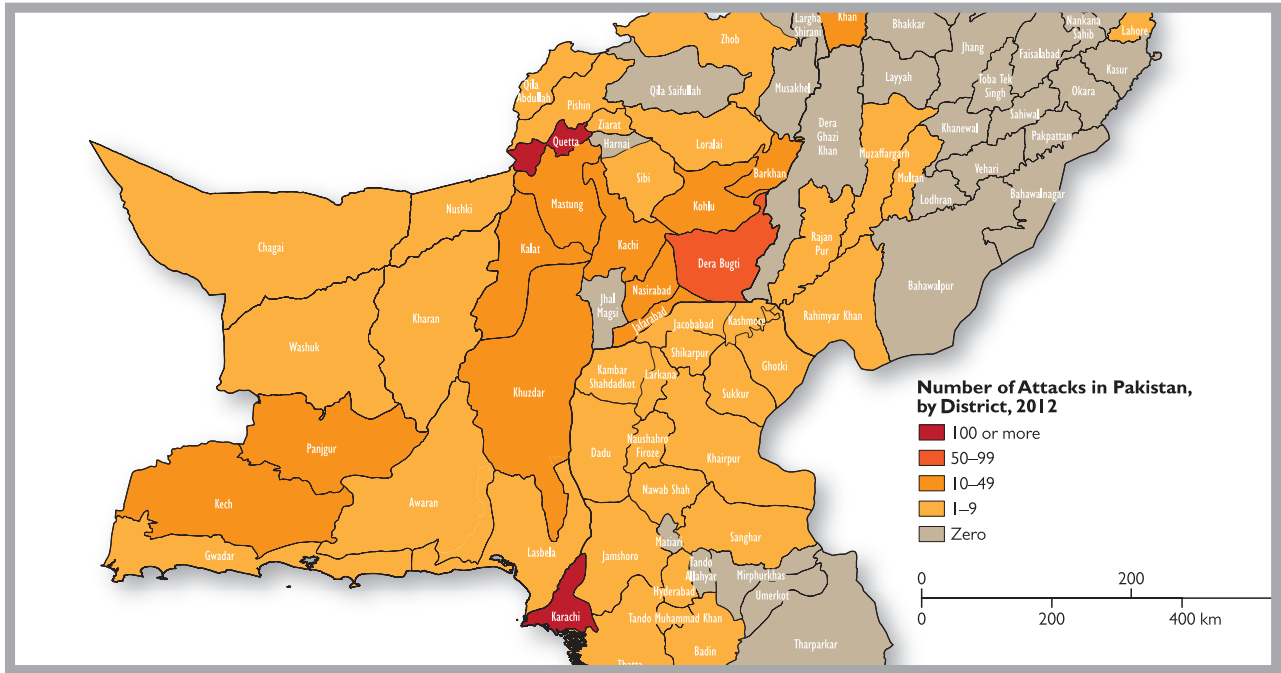 Largha
Shirani
Khan
Bhakkar
Nankana
Sahib
Lahore
Zhob
Jhang
Faisalabad
Kasur
Qila
Abdullah
Pishin
Qila Saifullah
Musakhel
Layyah
Toba Tek
Singh
Okara
Ziarat
Dera
Ghazi
Khan
Sahiwal
Quetta
Harnai
Loralai
Muzaffargarh
Khanewal
Pakpattan
Sibi
Barkhan
Multan
Vehari
Lodhran
Bahawalnagar
Nushki
Mastung
Kohlu
Chagai
Kalat
Kachi
Rajan
Pur
Dera Bugti
Bahawalpur
Nasirabad
Jhal
Magsi
Jafarabad
Kharan
Jacobabad
Kashmore
Rahimyar Khan
Washuk
Shikarpur
Kambar
Shahdadkot
Larkana
Ghotki
Khuzdar
Sukkur
Number of Attacks in Pakistan,
by District, 2012
100 or more
50–99
10–49
1–9
Zero
Panjgur
Dadu
Naushahro
Firoze
Khairpur
Kech
Awaran
Nawab Shah
Gwadar
Lasbela
Jamshoro
Matiari
Sanghar
Tando
Allahyar
Mirphurkhas
Hyderabad
Umerkot
Karachi
Tando Muhammad Khan
Tharparkar
Badin
Thatta
0
200
0
200
400 km